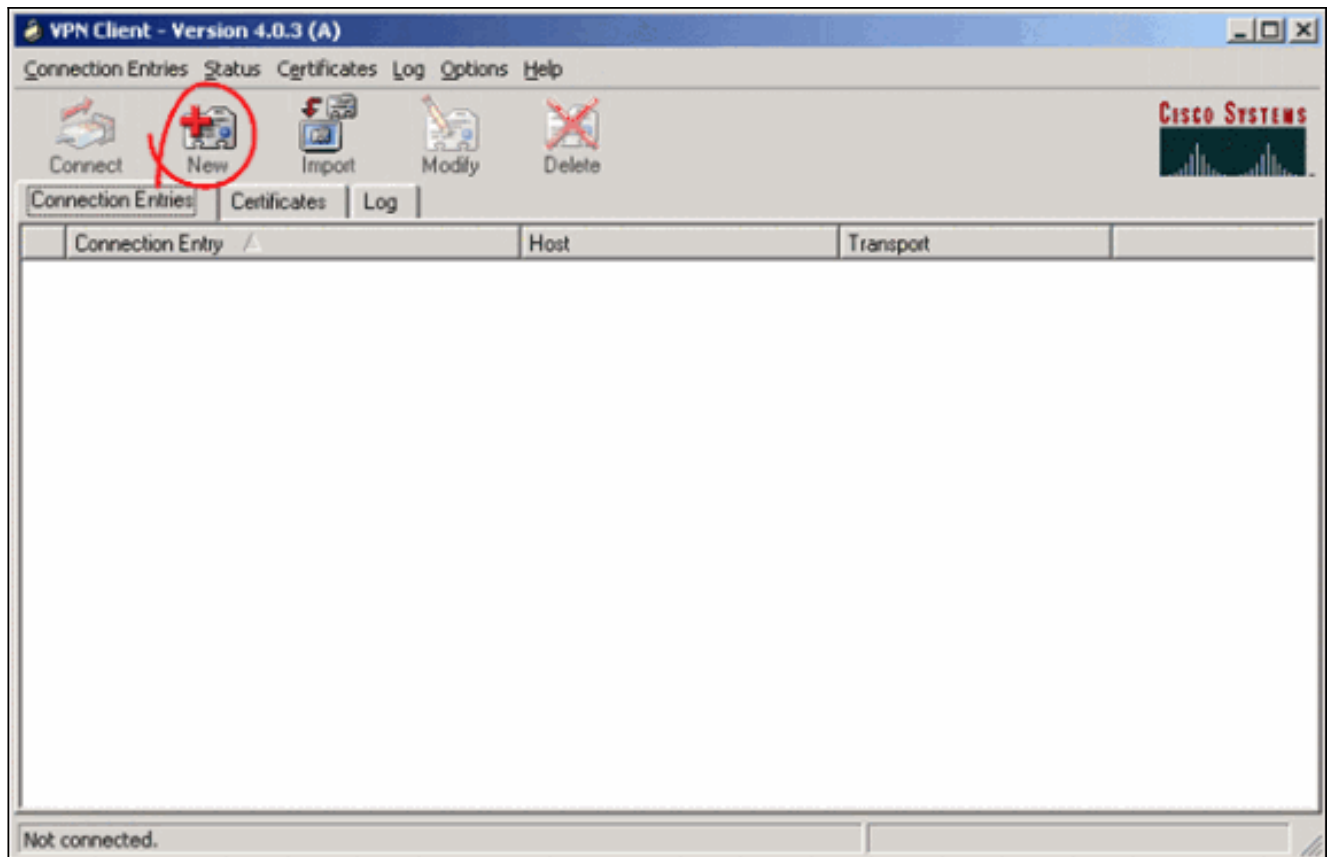 VPN Client - Version 4.0.3 (A)
Connection Entries Status Certificates Log Options Help
Connect New Import Modify Delete
CISCO SYSTEMS
Connection Entries Certificates Log
Connection Entry Host Transport
Not connected.